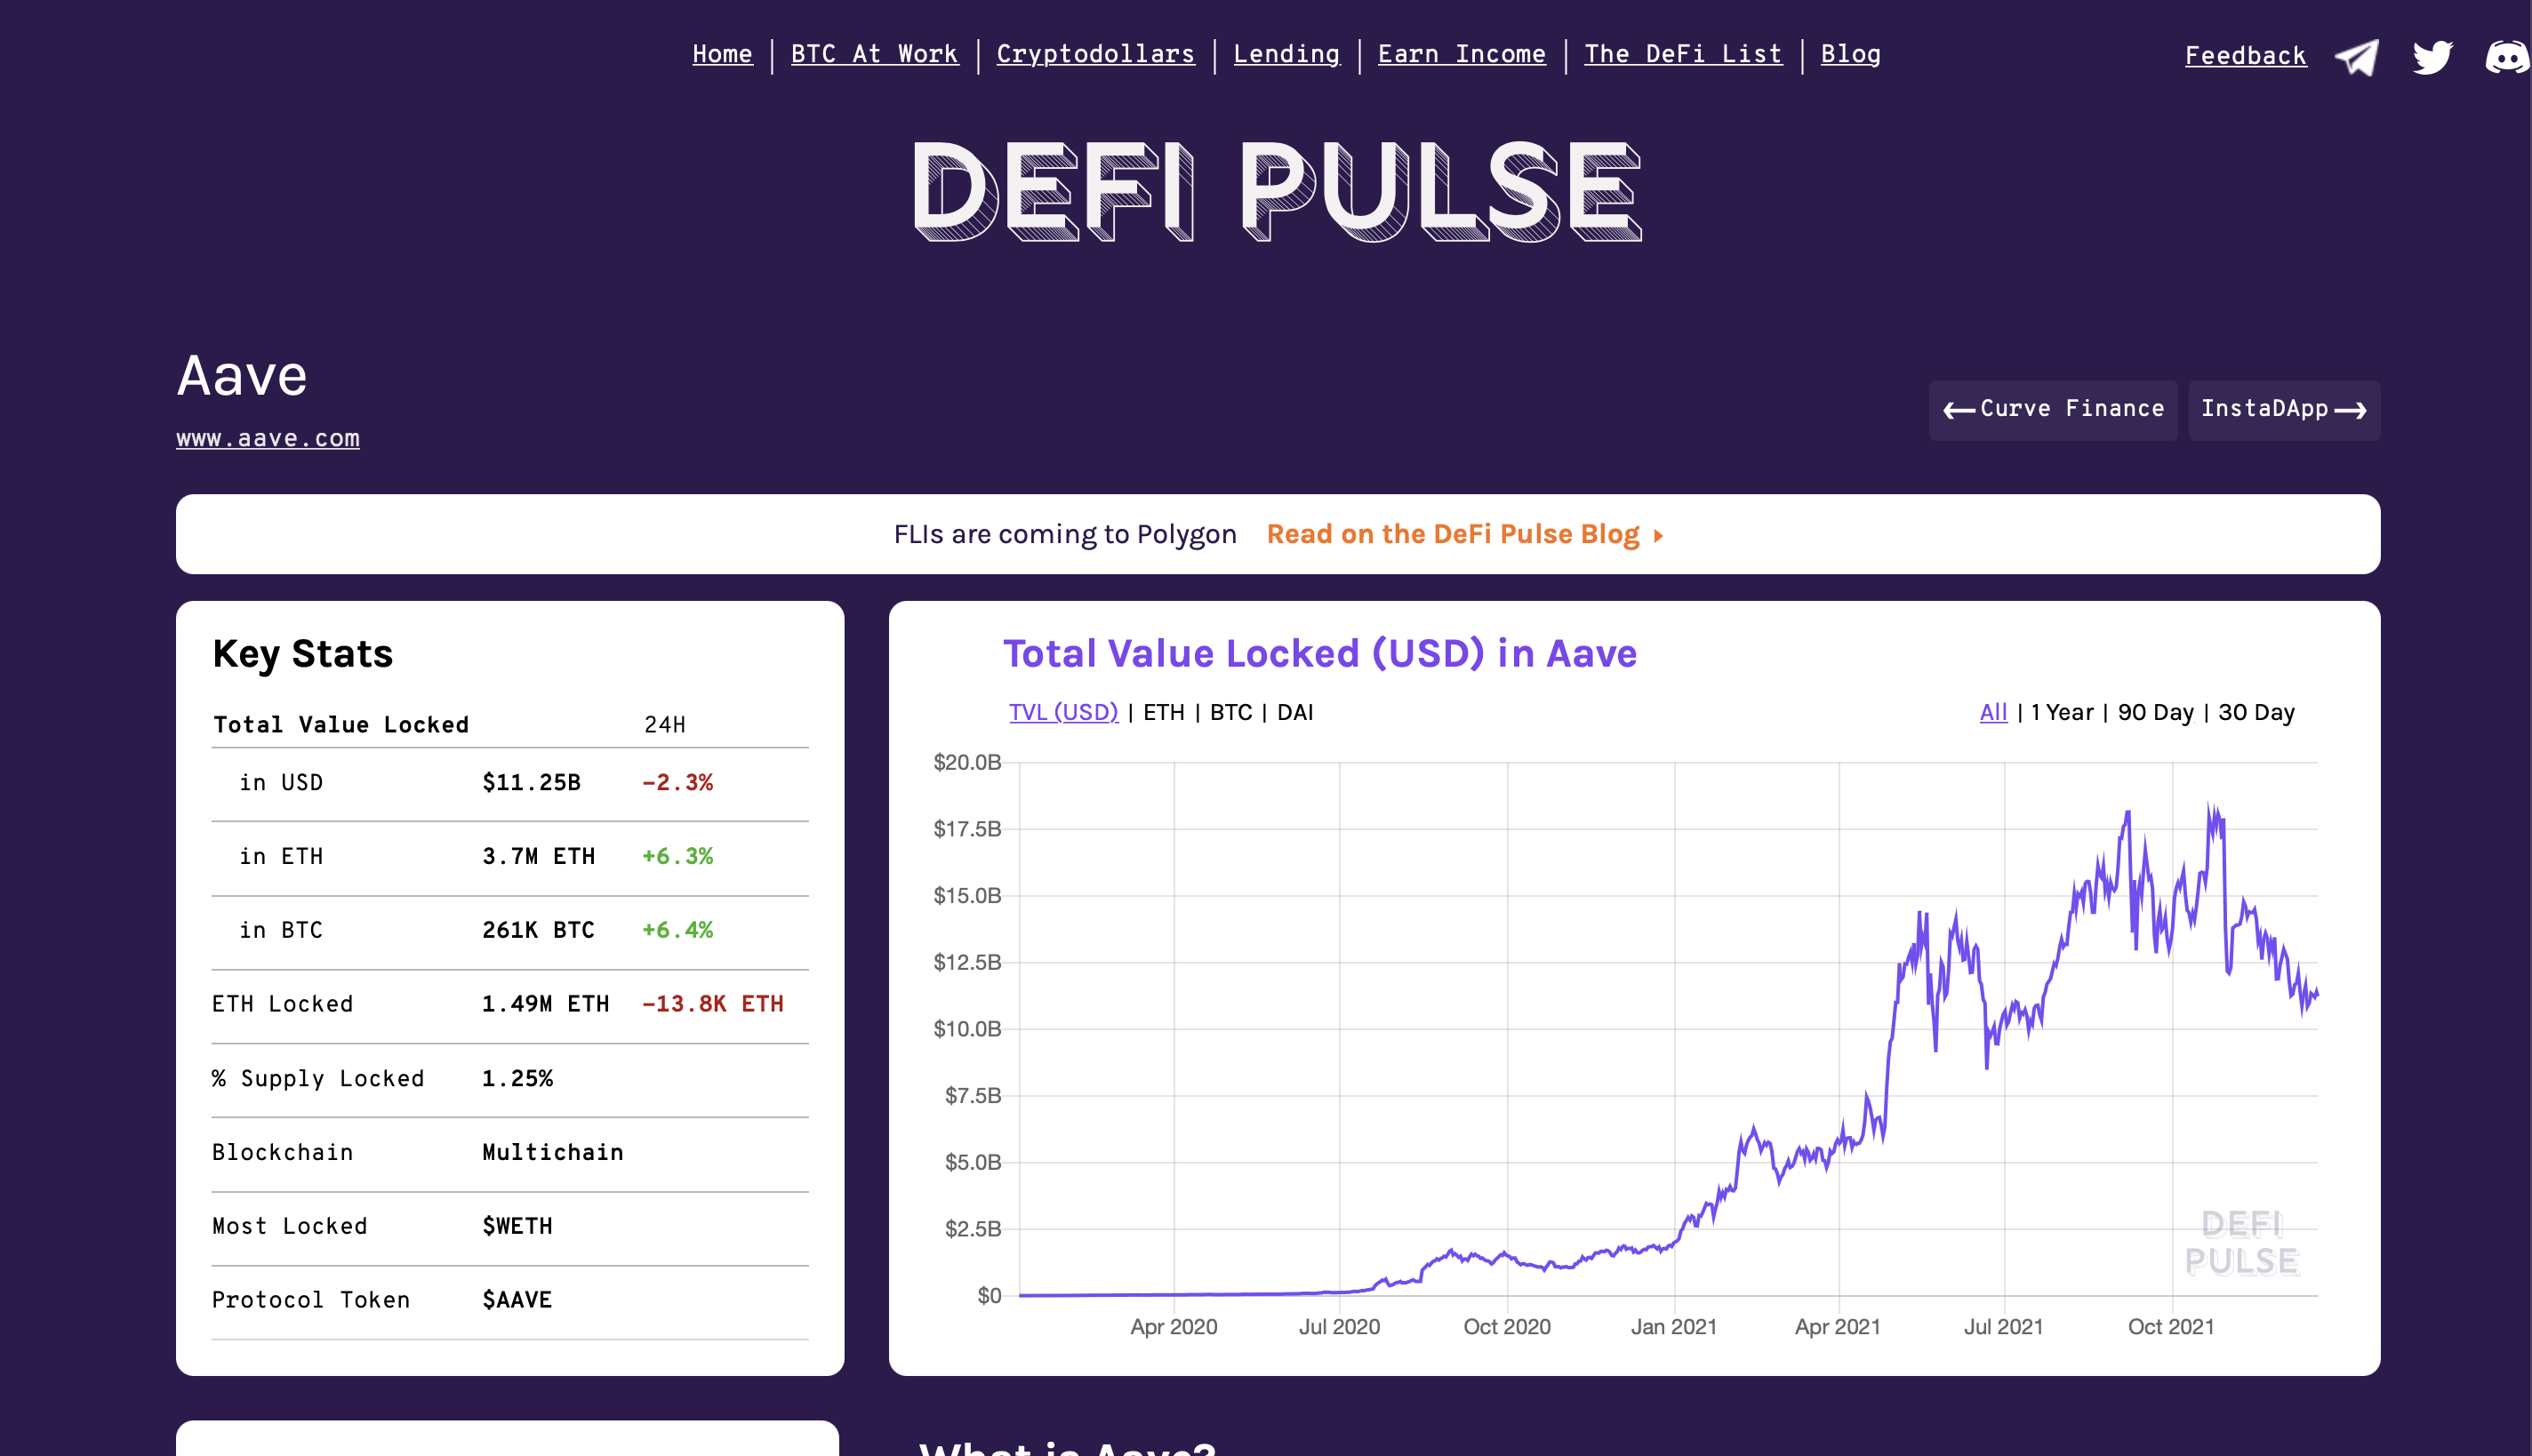 Home | BTC At Work | Cryptodollars | Lending | Earn Income | The DeFi List | Blog
Feedback
DEFI PULSE
Aave
www.aave.com
Curve Finance
InstaDApp
FLIs are coming to Polygon Read on the DeFi Pulse Blog
Key Stats
Total Value Locked 24H
in USD $11.25B -2.3%
in ETH 3.7M ETH +6.3%
in BTC 261K BTC +6.4%
ETH Locked 1.49M ETH -13.8K ETH
% Supply Locked 1.25%
Blockchain Multichain
Most Locked $WETH
Protocol Token $AAVE
Total Value Locked (USD) in Aave
TVL (USD) | ETH | BTC | DAI
All | 1 Year | 90 Day | 30 Day
$20.0B
$17.5B
$15.0B
$12.5B
$10.0B
$7.5B
$5.0B
$2.5B
$0
Apr 2020 Jul 2020 Oct 2020 Jan 2021 Apr 2021 Jul 2021 Oct 2021
DEFI
PULSE
What is Aave?